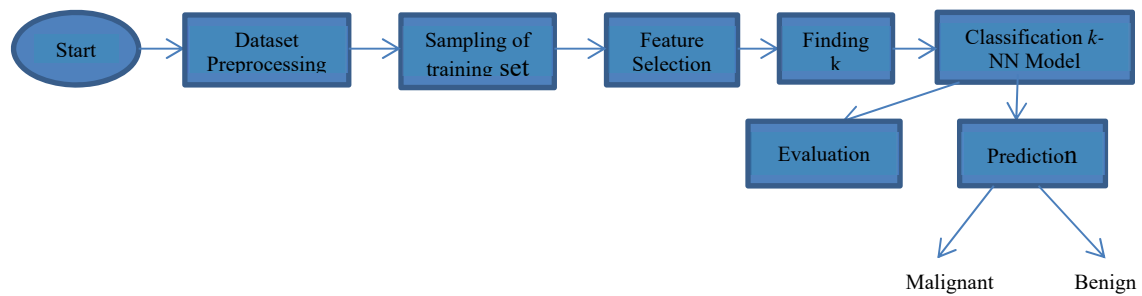 Start
Dataset
Preprocessing
Sampling of
training set
Feature
Selection
Finding
k
Classification k-
NN Model
Evaluation
Prediction
Malignant
Benign